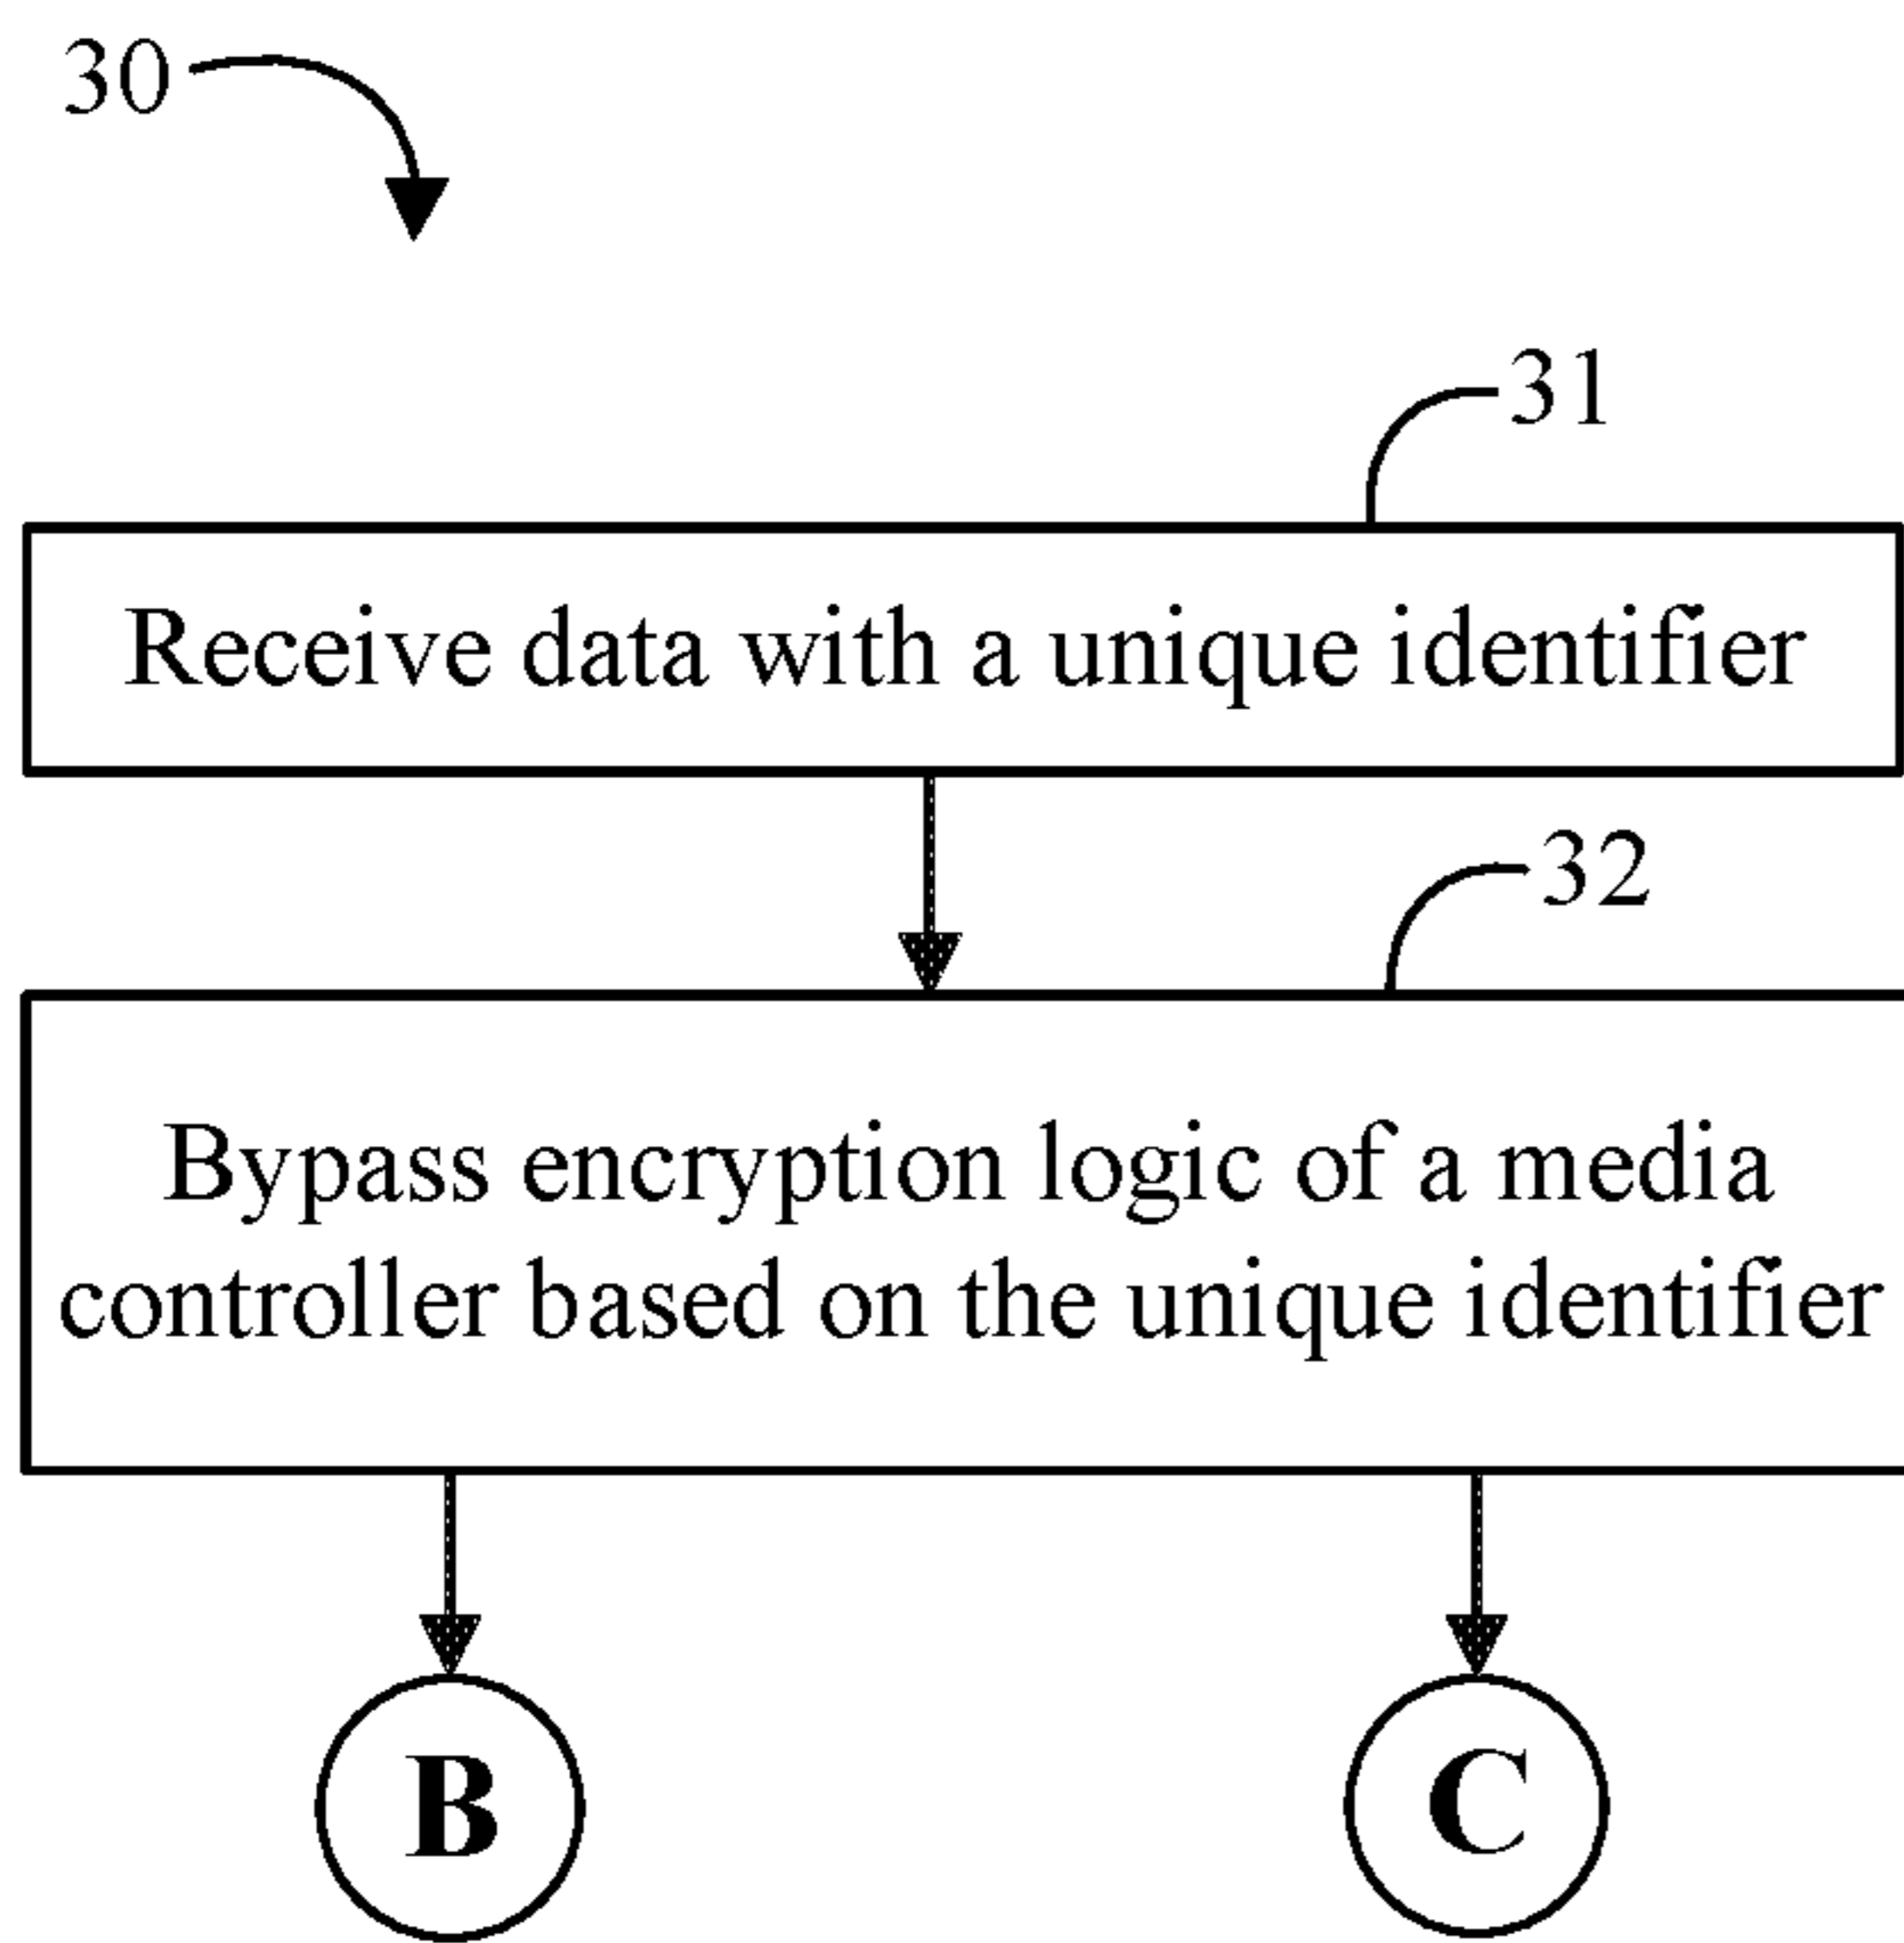 30
31
Receive data with a unique identifier
32
Bypass encryption logic of a media
controller based on the unique identifier
B
C